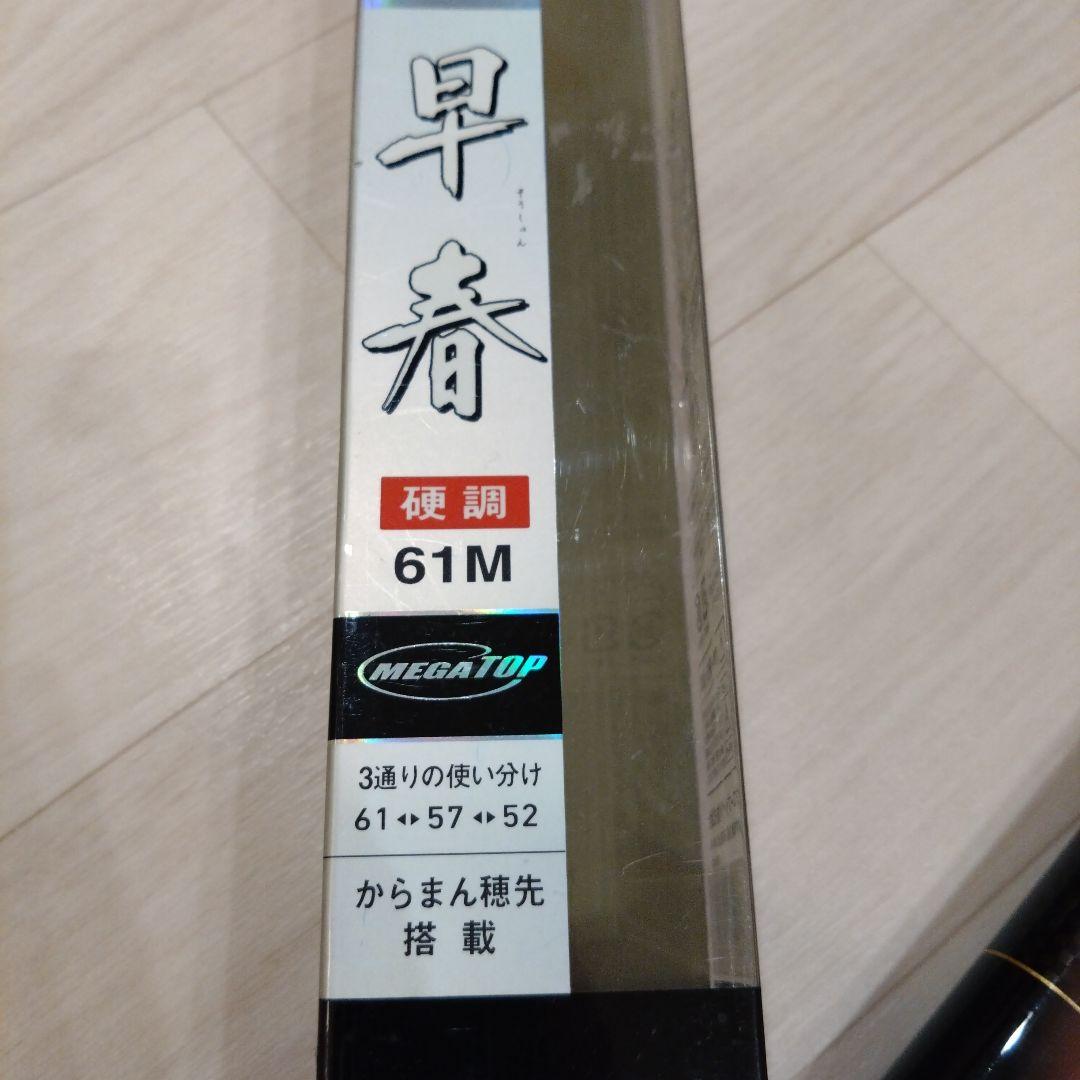 早春
そうしゅん
硬調
61M
MEGATOP
3通りの使い分け
61◂▸57◂▸52
からまん穂先
搭載